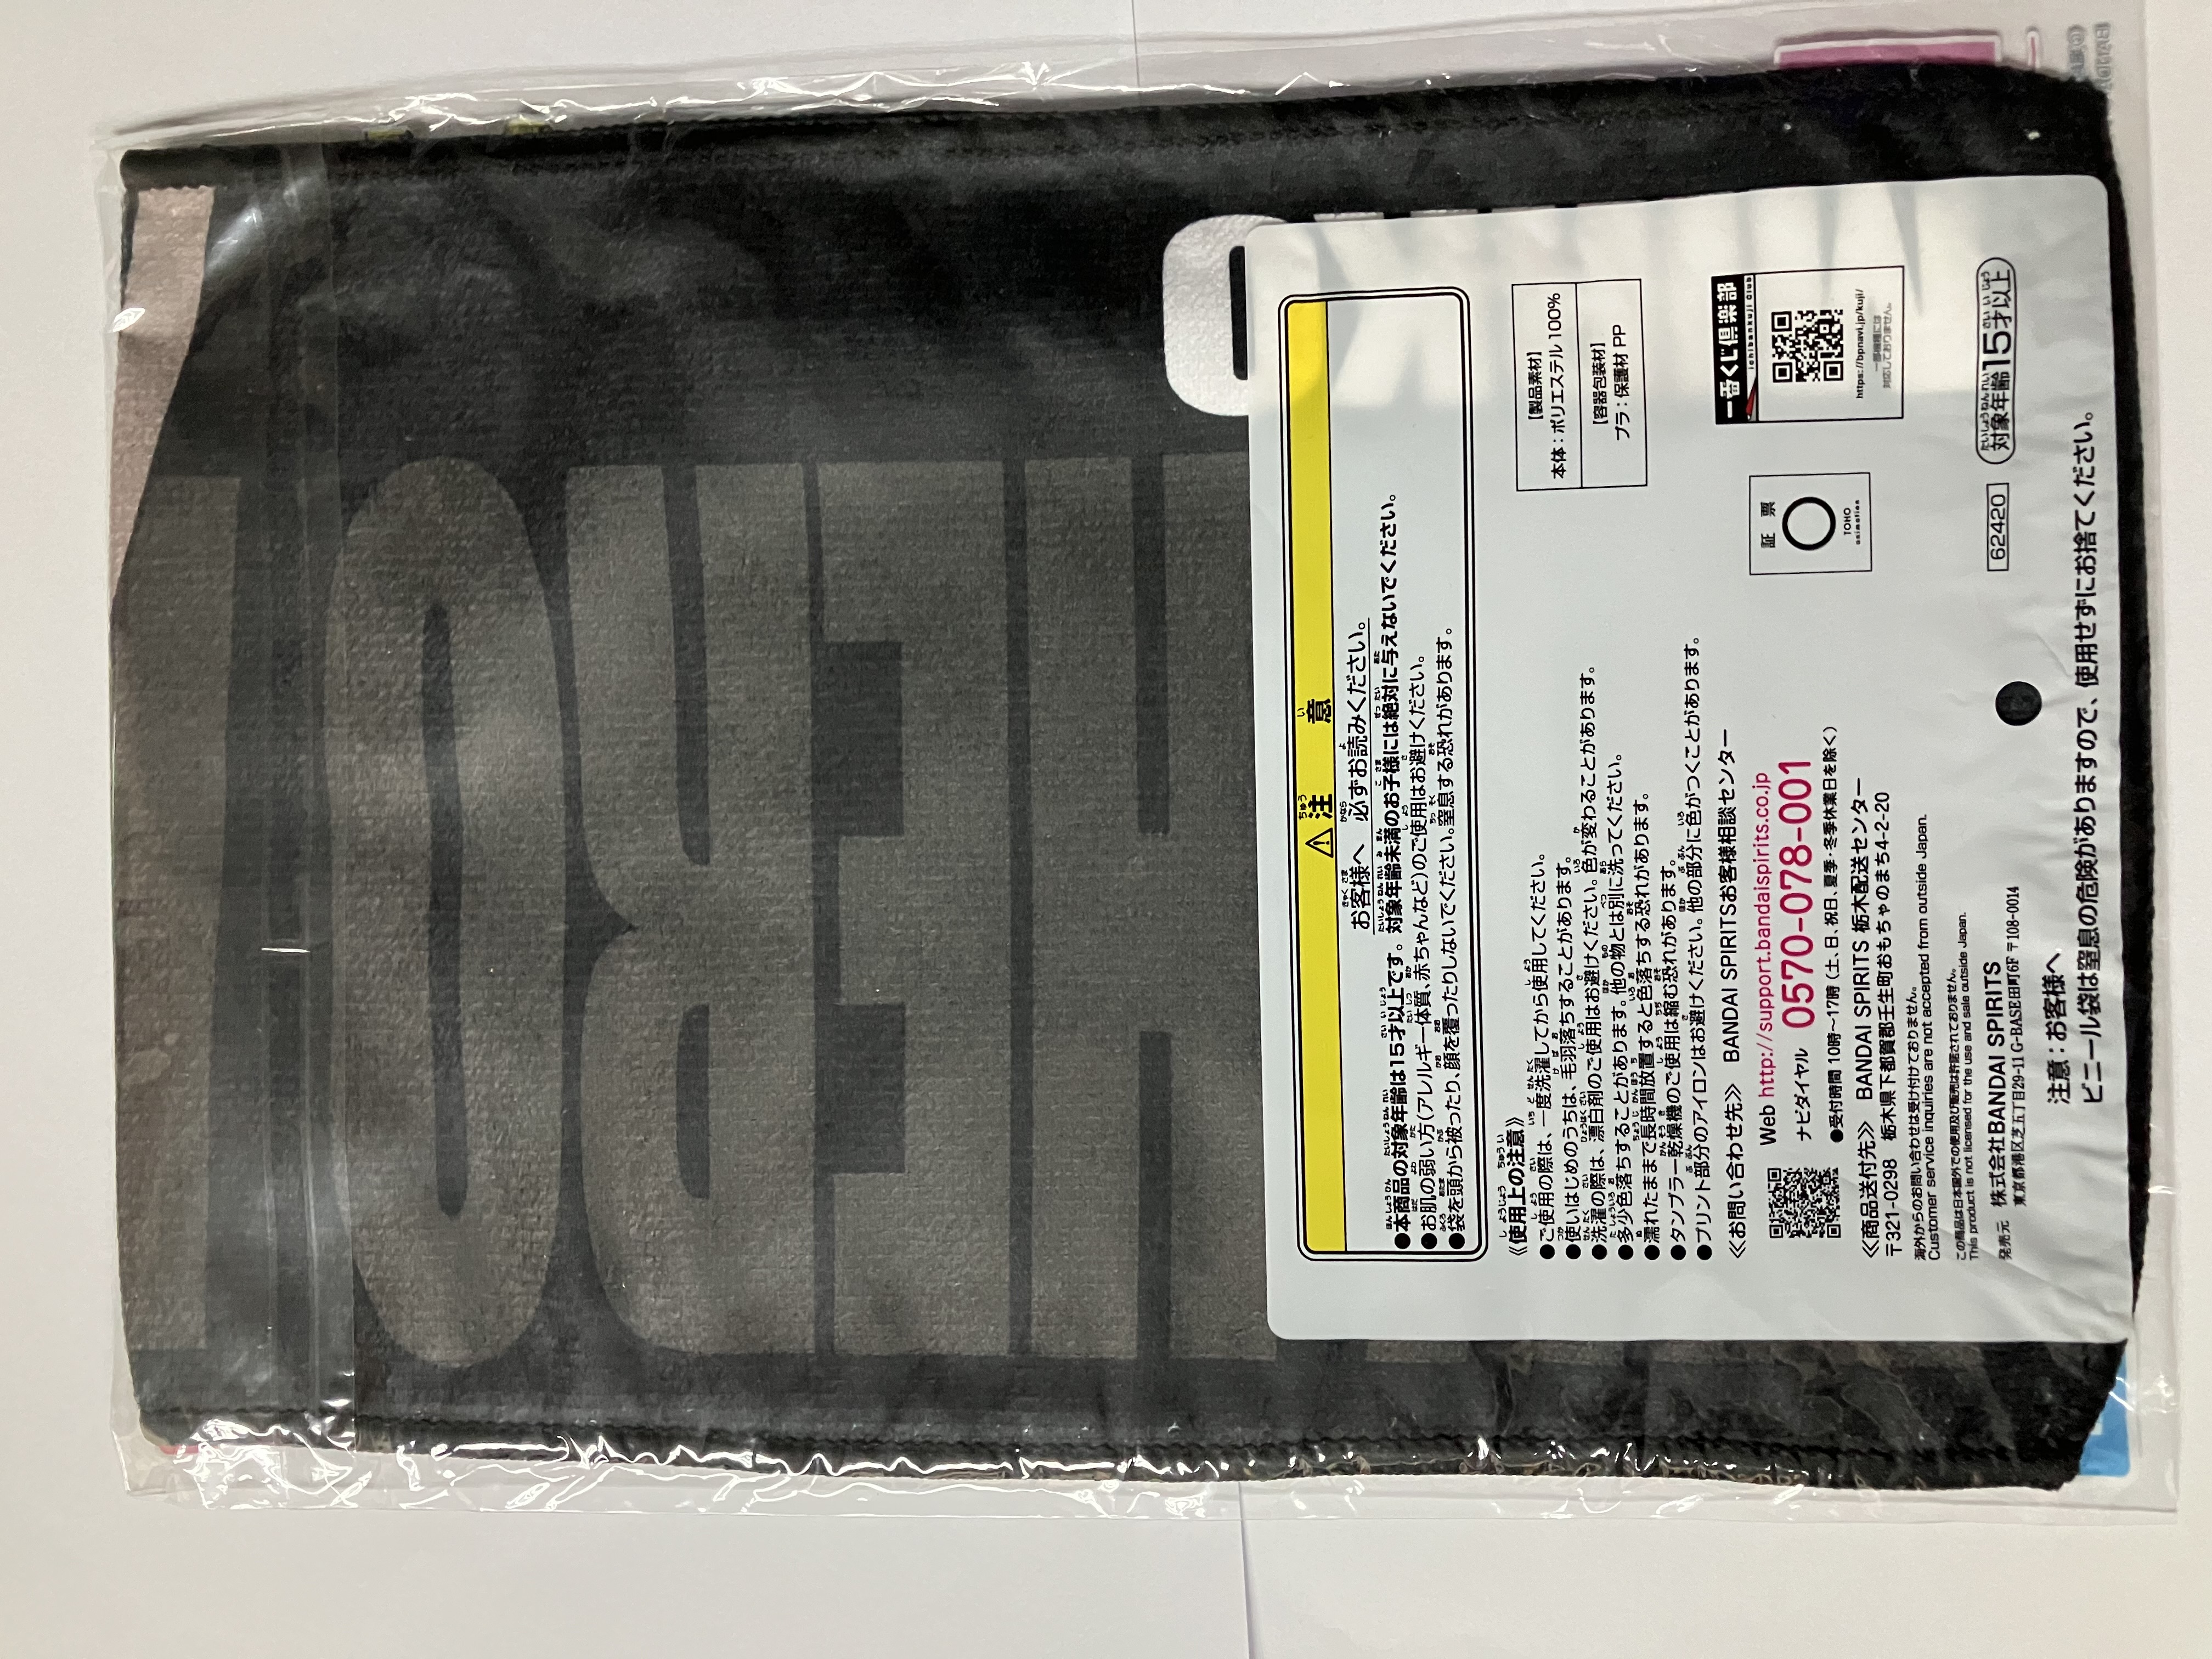 HERO
⚠注 意
お客様へ 必ずお読みください。
●本商品の対象年齢は15才以上です。対象年齢未満のお子様には絶対に与えないでください。
●お肌の弱い方(アレルギー体質、赤ちゃんなど)のご使用はお避けください。
●袋を頭から被ったり、顔を覆ったりしないでください。窒息する恐れがあります。
《使用上の注意》
●ご使用の際は、一度洗濯してから使用してください。
●使いはじめのうちは、毛羽落ちすることがあります。
●洗濯の際は、漂白剤のご使用はお避けください。色が変わることがあります。
●多少色落ちすることがあります。他の物とは別に洗ってください。
●濡れたままで長時間放置すると色落ちする恐れがあります。
●タンブラー乾燥機のご使用は縮む恐れがあります。
●プリント部分のアイロンはお避けください。他の部分に色がつくことがあります。
【製品素材】
本体:ポリエステル100%
【容器包装材】
プラ:保護材 PP
≪お問い合わせ先≫ BANDAI SPIRITSお客様相談センター
Web http://support.bandaispirits.co.jp
ナビダイヤル 0570-078-001
●受付時間 10時〜17時(土、日、祝日、夏季・冬季休業日を除く)
≪商品送付先≫ BANDAI SPIRITS 栃木配送センター
〒321-0298 栃木県下都賀郡壬生町おもちゃのまち4-2-20
海外からのお問い合わせは受け付けておりません。
Customer service inquiries are not accepted from outside Japan.
この商品は日本国外での使用及び販売は許諾されておりません。
This product is not licensed for the use and sale outside Japan.
発売元 株式会社BANDAI SPIRITS
東京都港区芝五丁目29-11 G-BASE田町6F 〒108-0014
証 票
TOHO
animation
一番くじ倶楽部
Ichibankuji Club
https://bpnavi.jp/kuji/
一部機種には
対応しておりません。
62420
対象年齢15才以上
注意:お客様へ
ビニール袋は窒息の危険がありますので、使用せずにお捨てください。